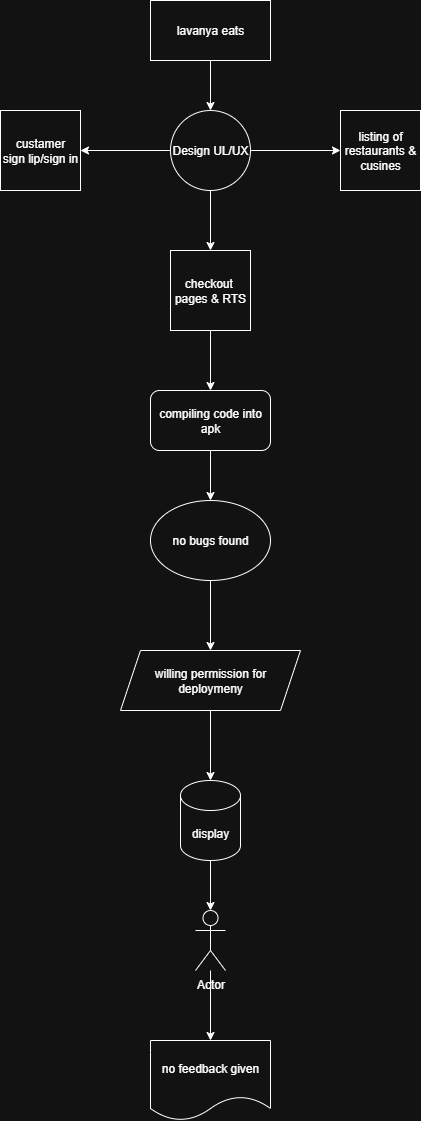 lavanya eats
custamer
sign lip/sign in
Design UL/UX
listing of
restaurants &
cusines
checkout
pages & RTS
compiling code into
apk
no bugs found
willing permission for
deploymeny
display
Actor
no feedback given